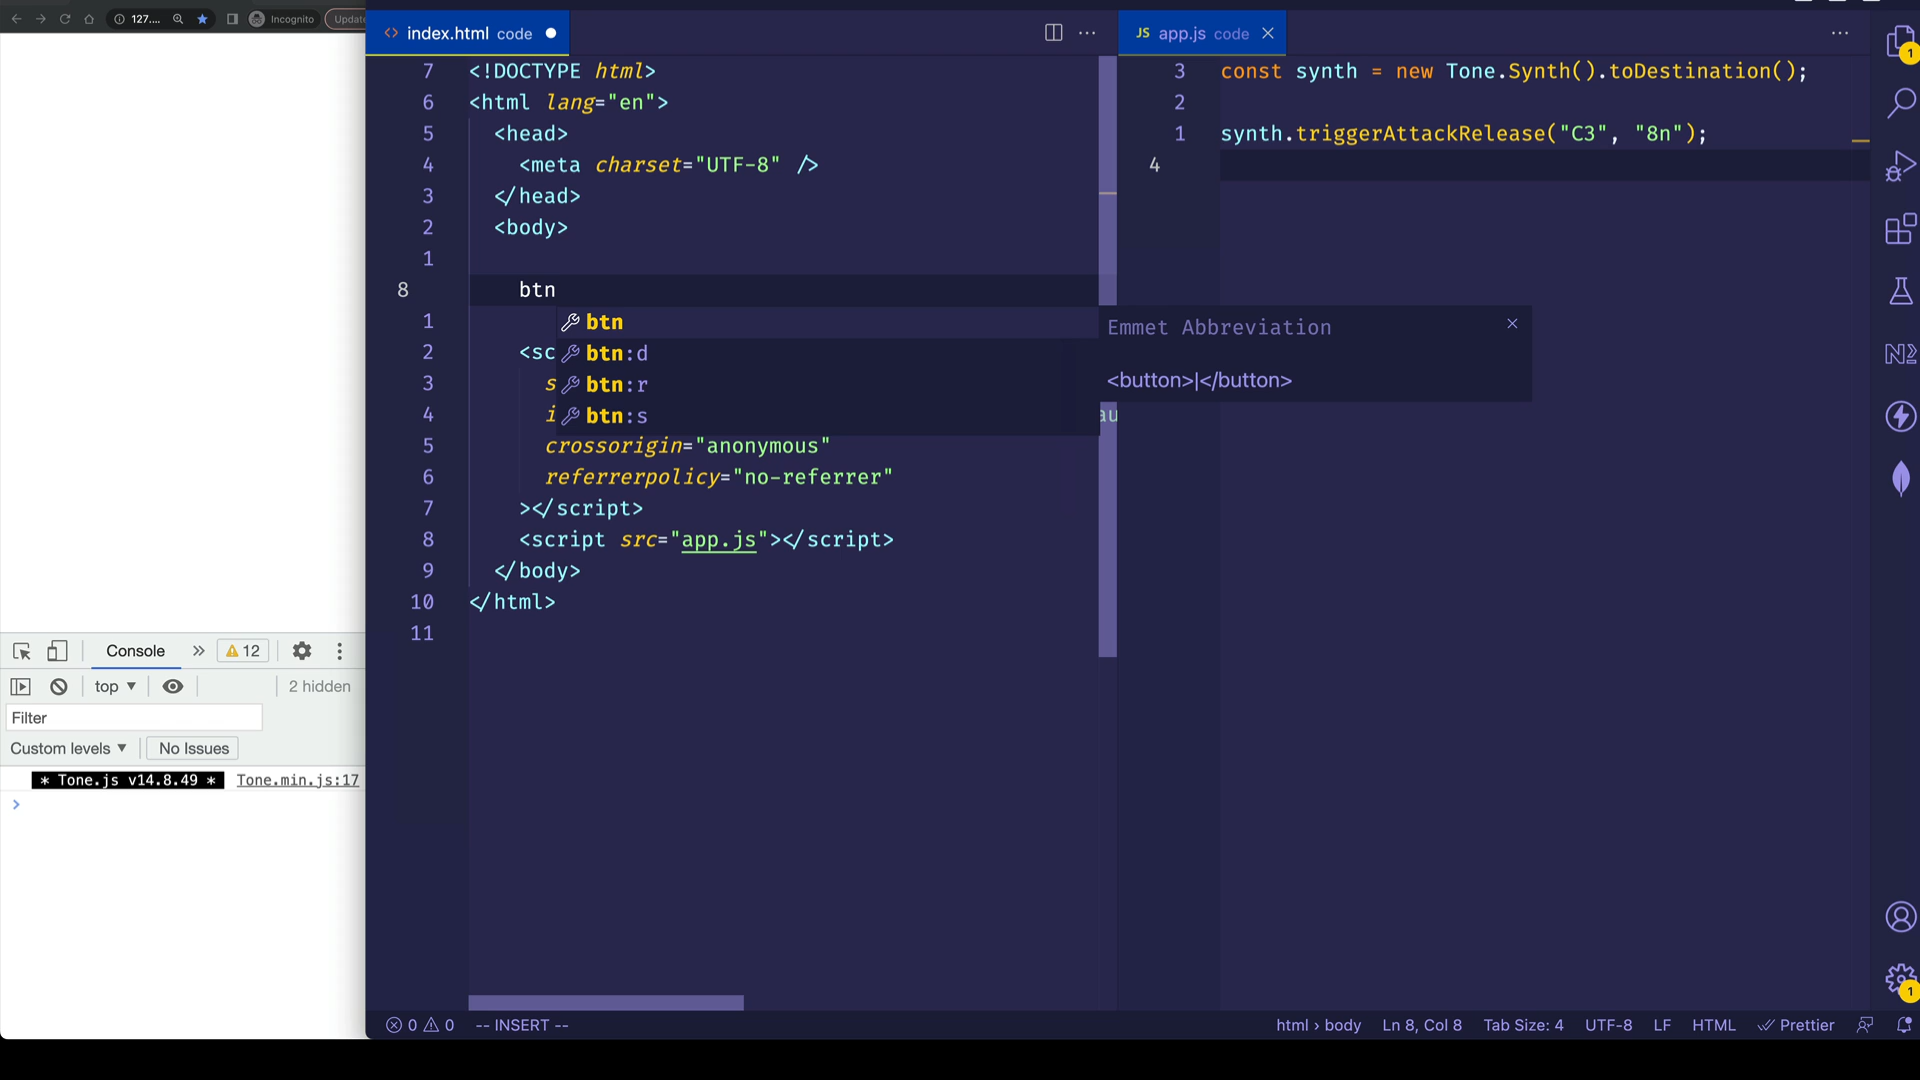 127.... Incognito Update
index.html code
7 <!DOCTYPE html>
6 <html lang="en">
5 <head>
4 <meta charset="UTF-8" />
3 </head>
2 <body>
1
8 btn
1 btn
2 <sc btn:d
3 s btn:r
4 i btn:s au
5 crossorigin="anonymous"
6 referrerpolicy="no-referrer"
7 ></script>
8 <script src="app.js"></script>
9 </body>
10 </html>
11
Emmet Abbreviation
<button>|</button>
JS app.js code
3 const synth = new Tone.Synth().toDestination();
2
1 synth.triggerAttackRelease("C3", "8n");
4
1
1
Console 12
top 2 hidden
Filter
Custom levels No Issues
* Tone.js v14.8.49 * Tone.min.js:17
0 0 -- INSERT -- html › body Ln 8, Col 8 Tab Size: 4 UTF-8 LF HTML Prettier